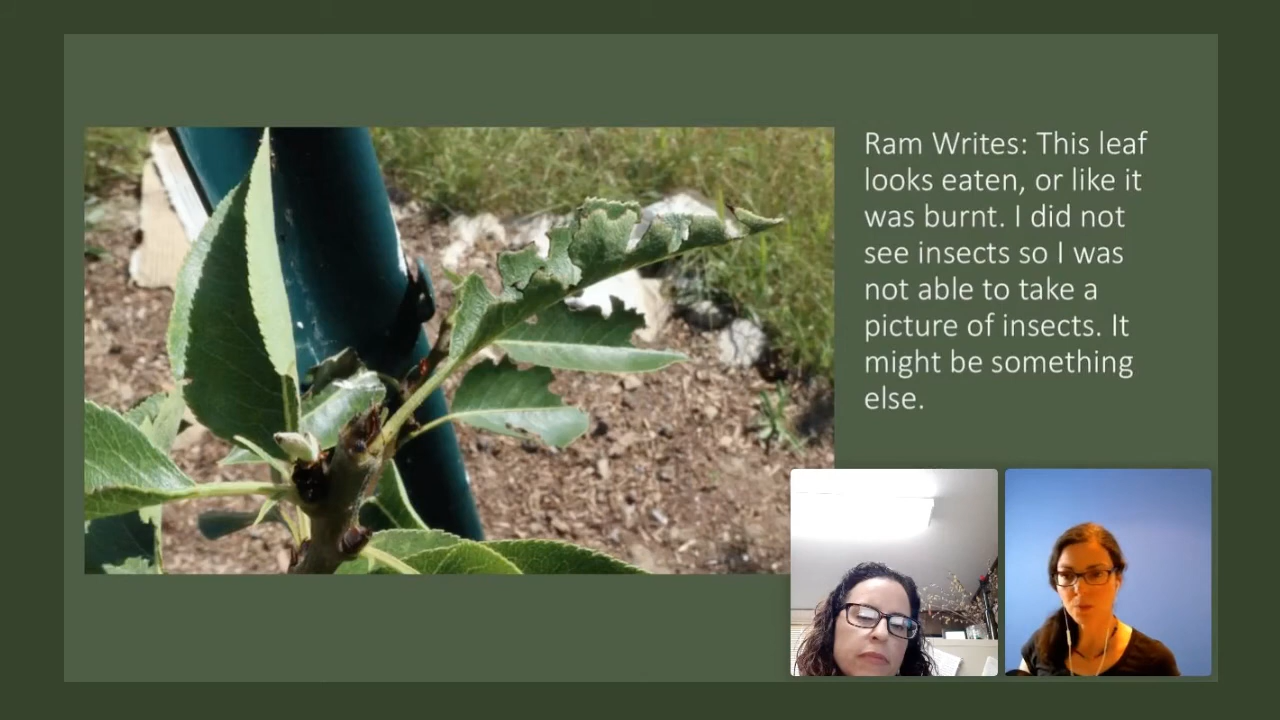 Ram Writes: This leaf
looks eaten, or like it
was burnt. I did not
see insects so I was
not able to take a
picture of insects. It
might be something
else.